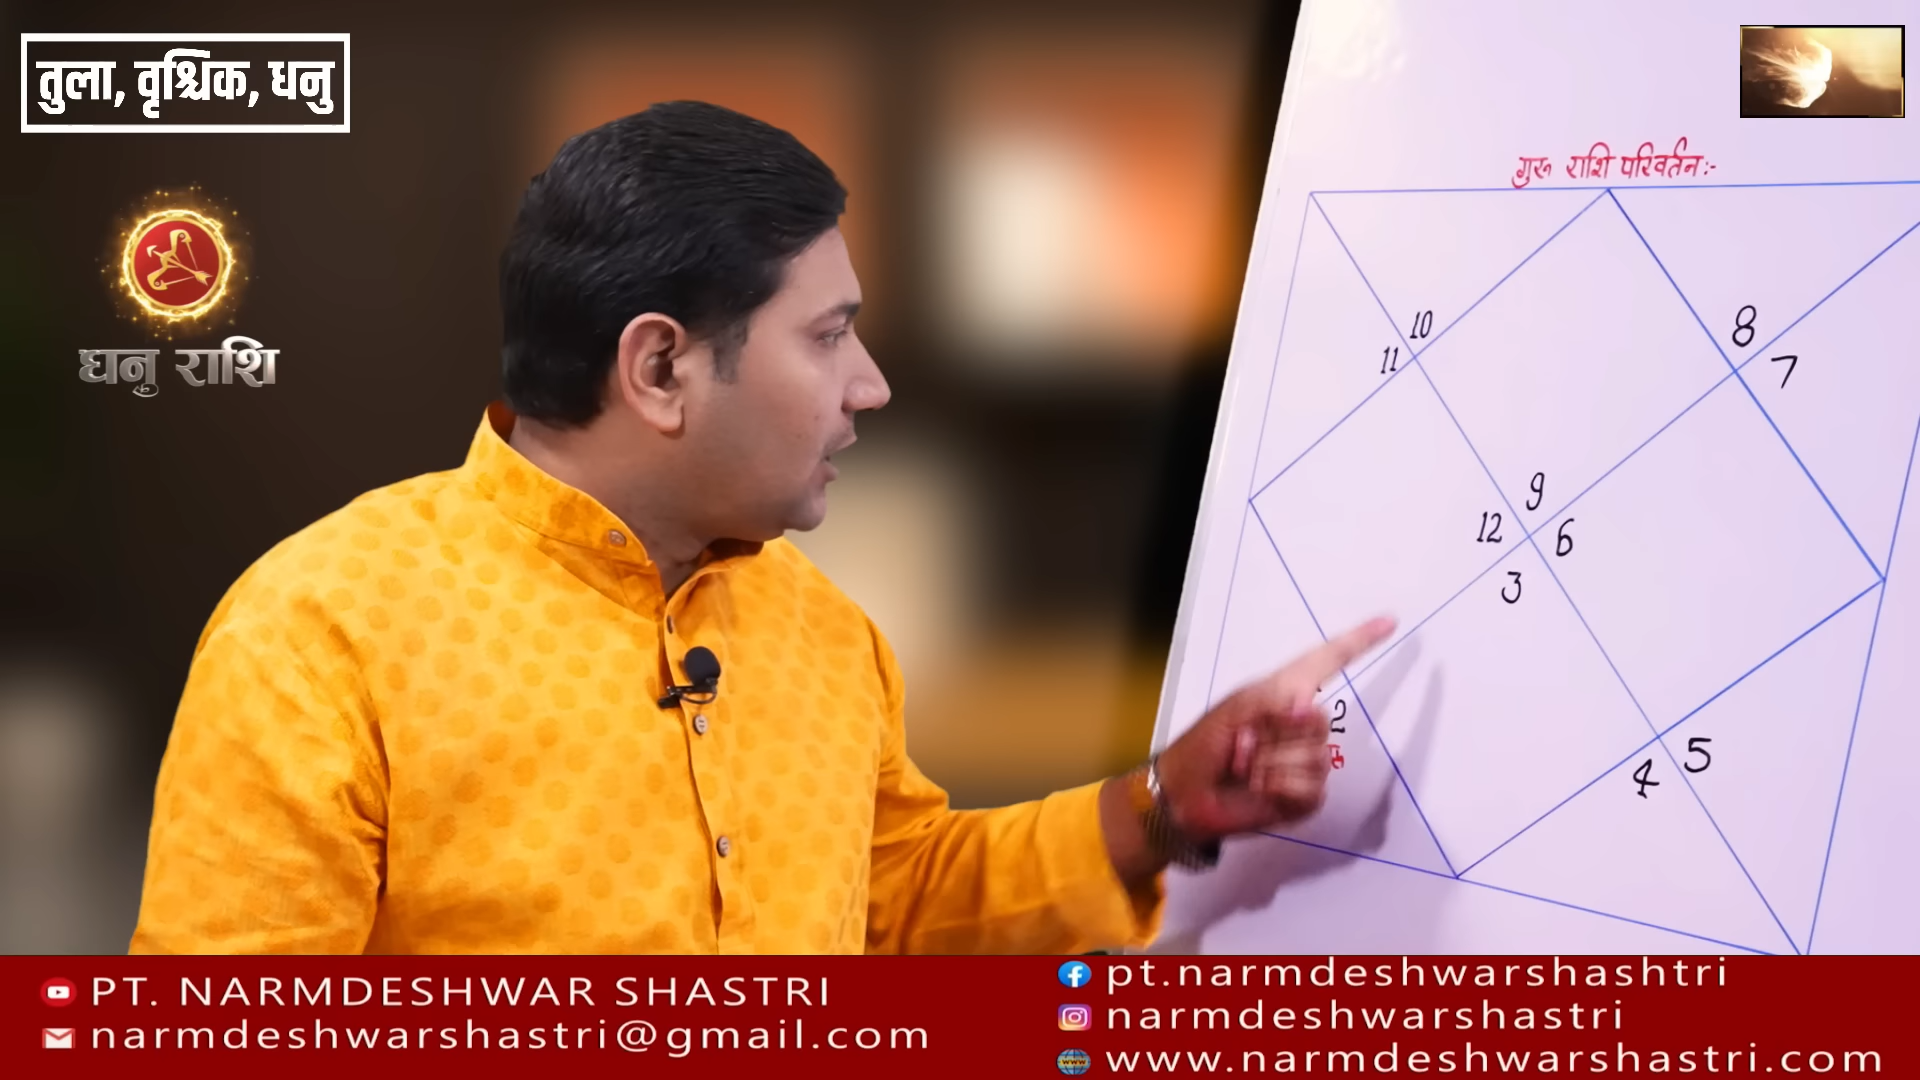 तुला, वृश्चिक, धनु
धनु राशि
गुरु राशि परिवर्तन:-
10
11
8
7
9
12
6
3
2
4
5
PT. NARMDESHWAR SHASTRI
narmdeshwarshastri@gmail.com
pt.narmdeshwarshashtri
narmdeshwarshastri
www.narmdeshwarshastri.com